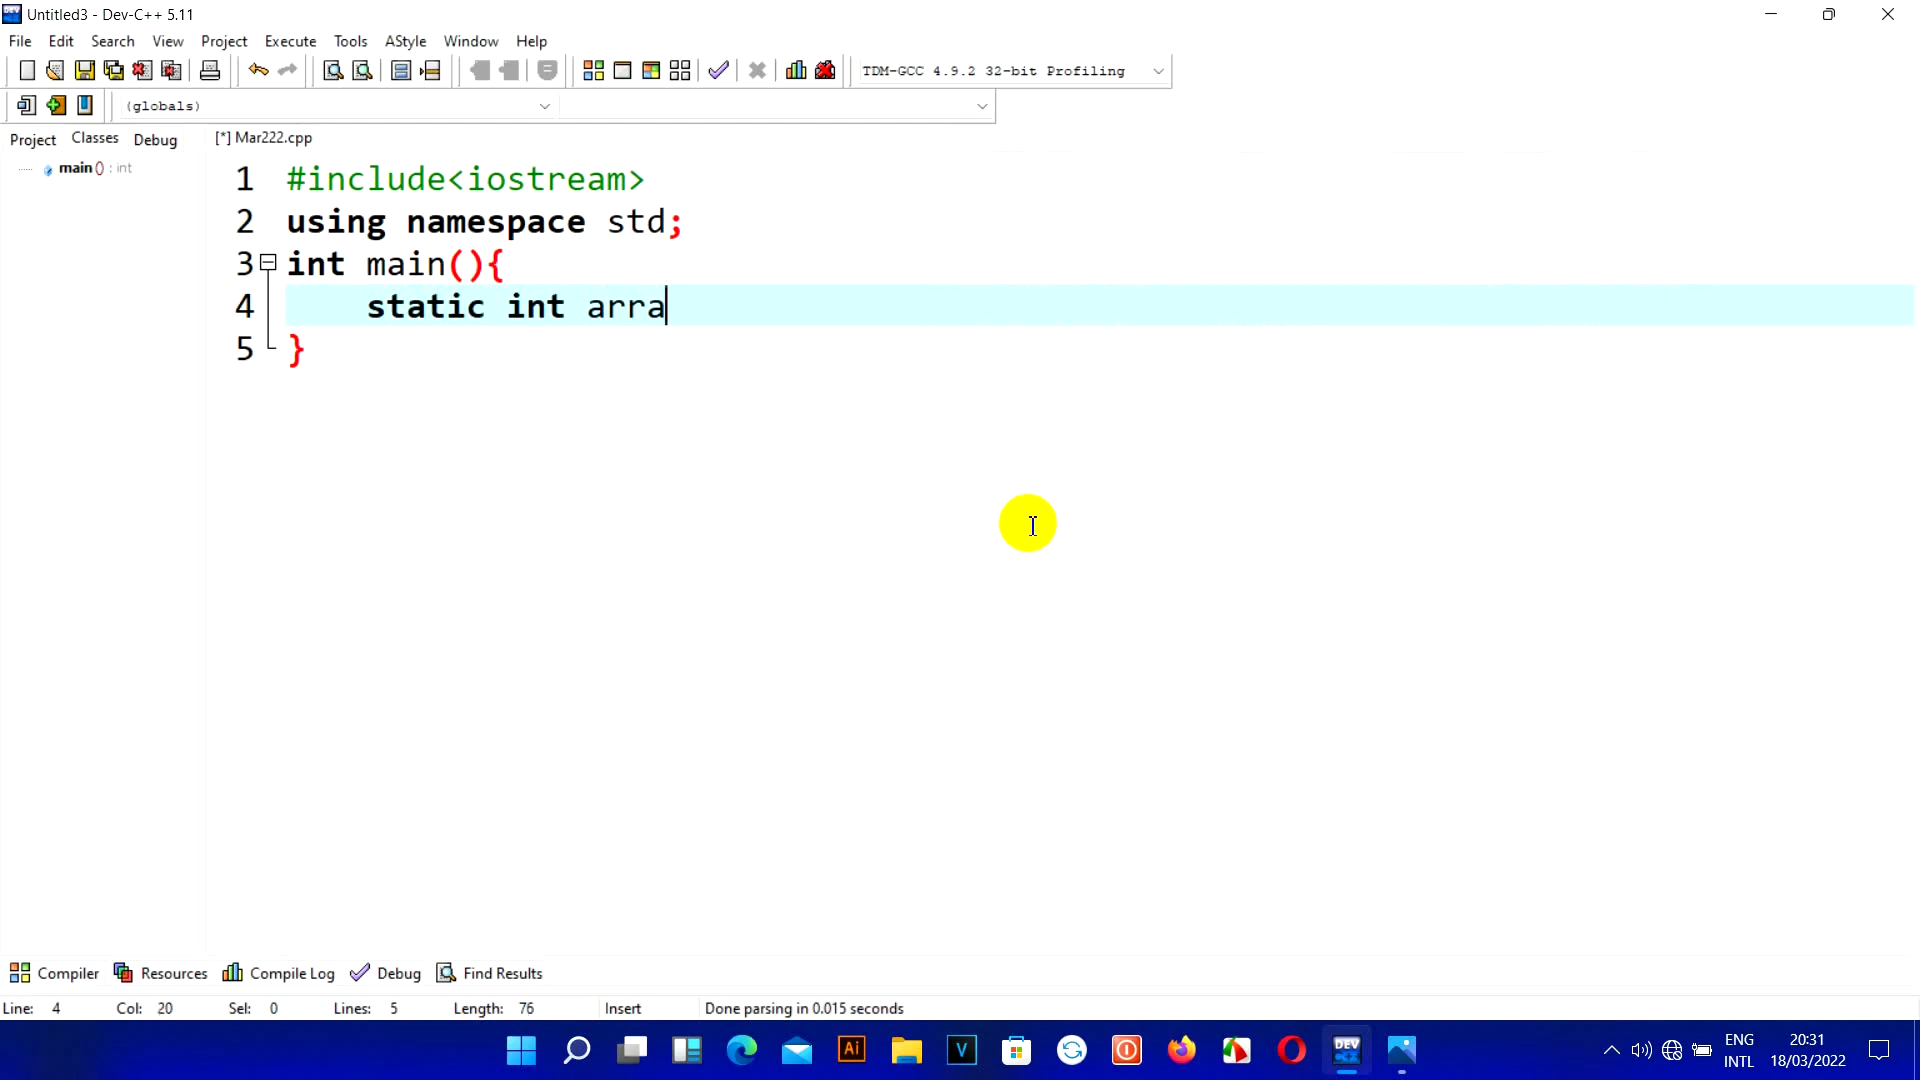 Untitled3 - Dev-C++ 5.11
File Edit Search View Project Execute Tools AStyle Window Help
TDM-GCC 4.9.2 32-bit Profiling
(globals)
Project Classes Debug [*] Mar222.cpp
main () : int
1 #include<iostream>
2 using namespace std;
3 int main(){
4 static int arra
5 }
Compiler Resources Compile Log Debug Find Results
Line: 4 Col: 20 Sel: 0 Lines: 5 Length: 76 Insert Done parsing in 0.015 seconds
Ai V DEV C++ ENG 20:31
INTL 18/03/2022